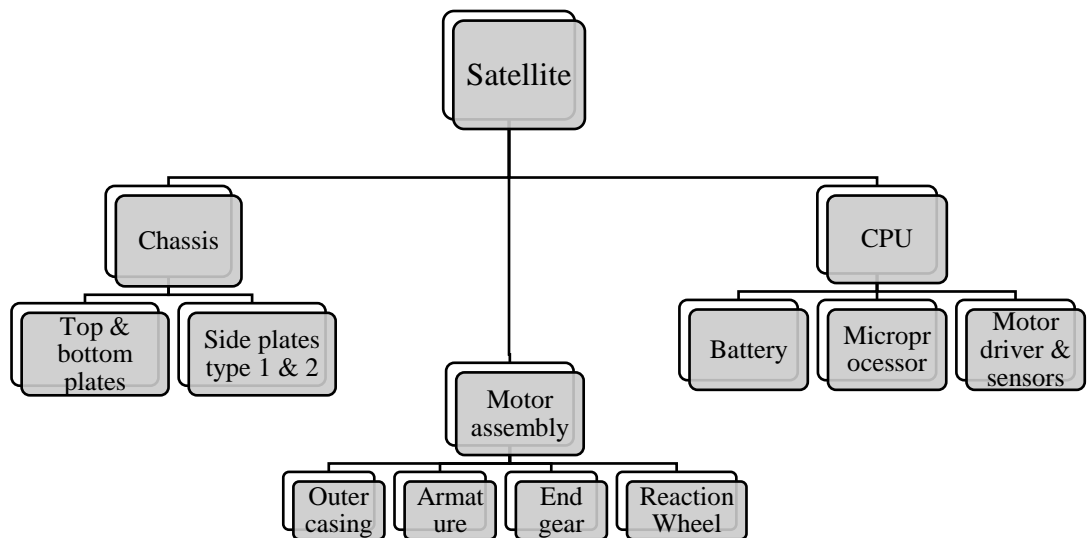 Satellite
Chassis
CPU
Top &
bottom
plates
Side plates
type 1 & 2
Battery
Micropr
ocessor
Motor
driver &
sensors
Motor
assembly
Outer
casing
Armat
ure
End
gear
Reaction
Wheel